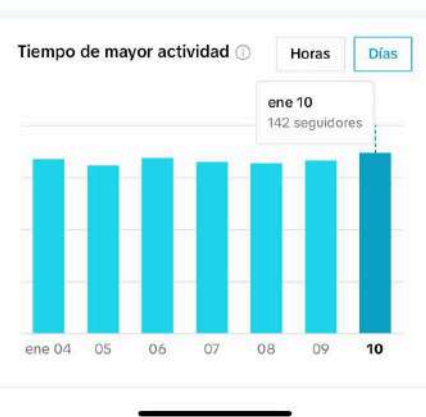 Tiempo de mayor actividad
Horas
Días
ene 10
142 seguidores
ene 04 05 06 07 08 09 10